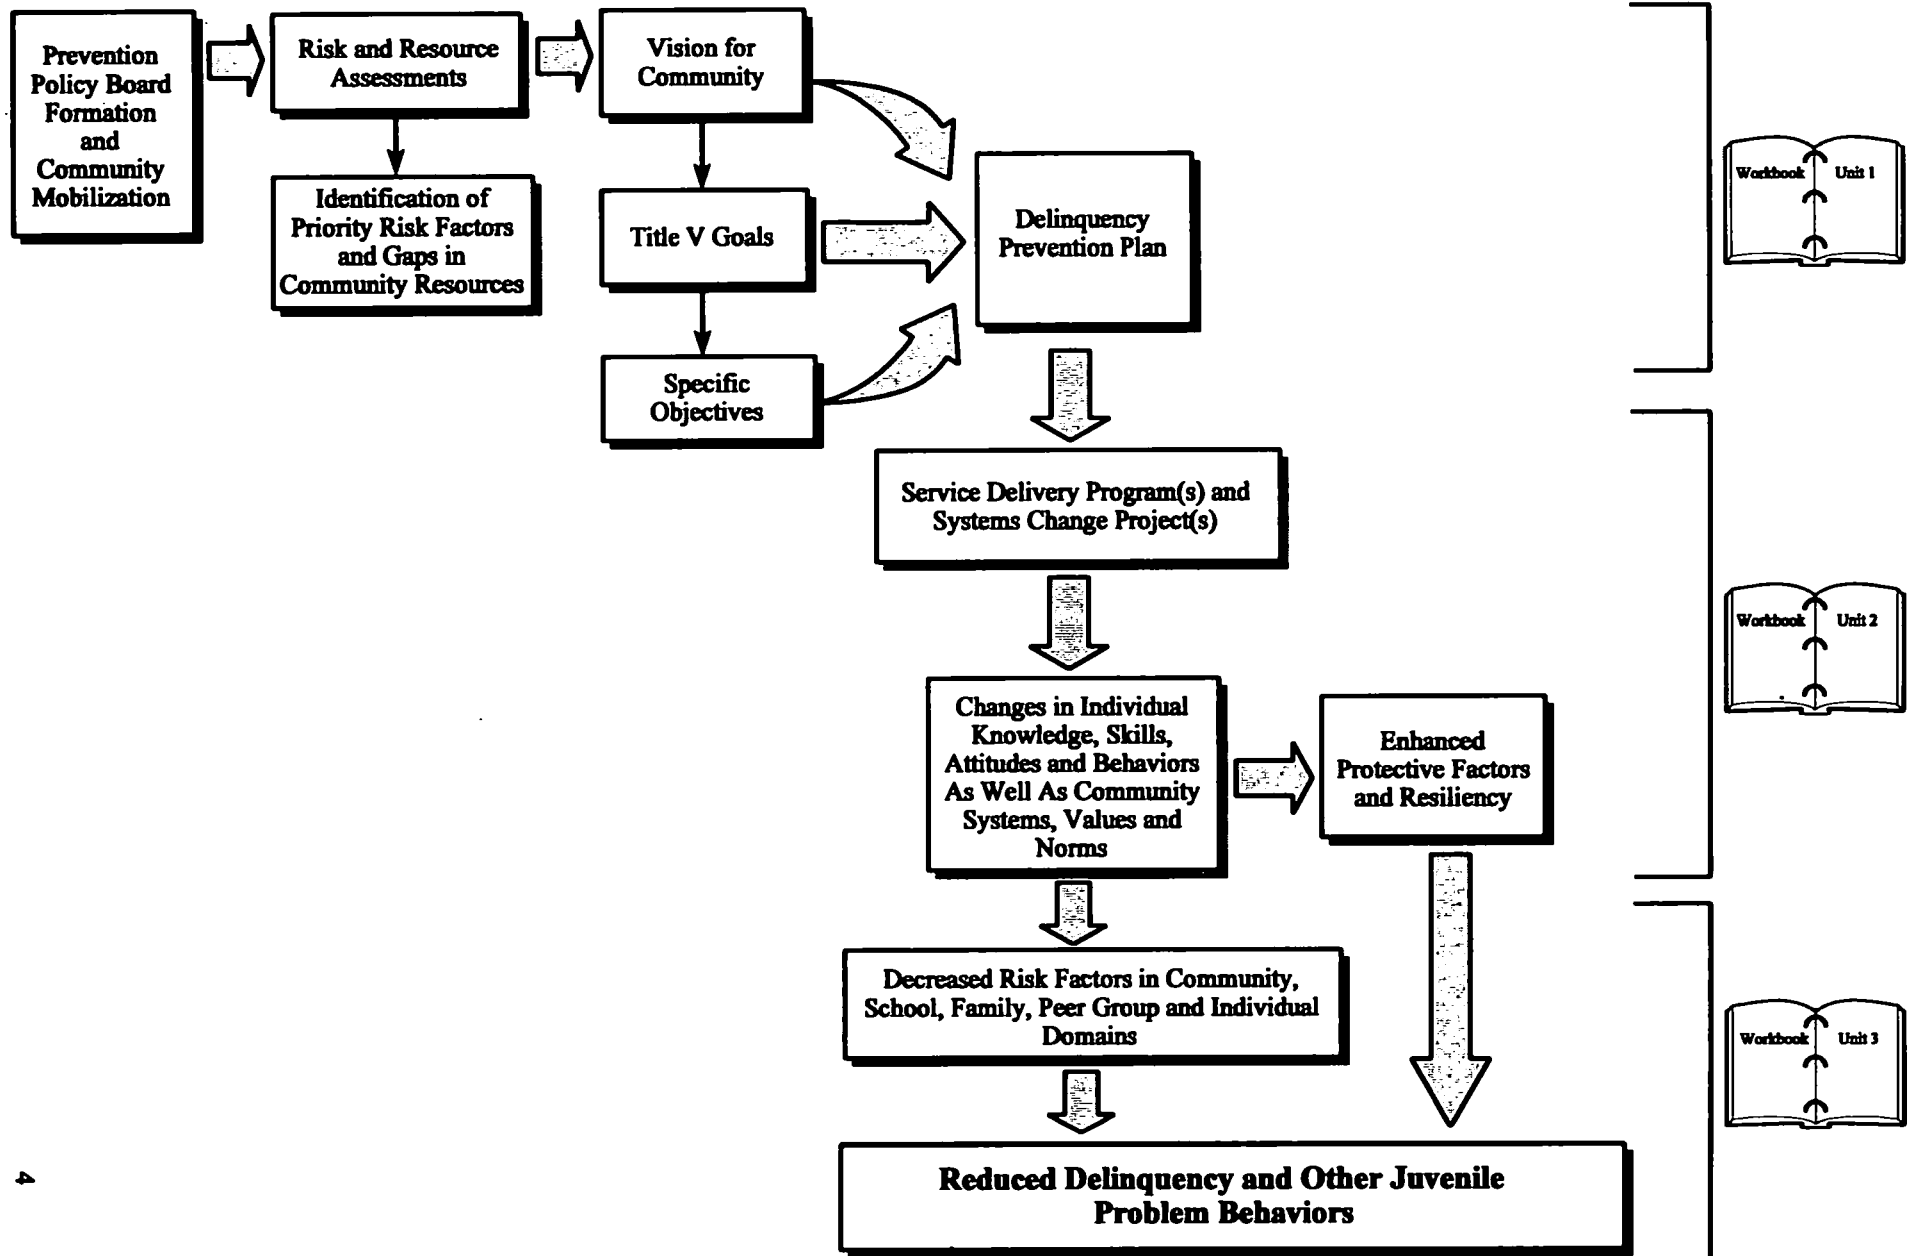 Prevention
Policy Board
Formation
and
Community
Mobilization
Risk and Resource
Assessments
Identification of
Priority Risk Factors
and Gaps in
Community Resources
Vision for
Community
Title V Goals
Specific
Objectives
Delinquency
Prevention Plan
Workbook Unit 1
Service Delivery Program(s) and
Systems Change Project(s)
Changes in Individual
Knowledge, Skills,
Attitudes and Behaviors
As Well As Community
Systems, Values and
Norms
Enhanced
Protective Factors
and Resiliency
Workbook Unit 2
Decreased Risk Factors in Community,
School, Family, Peer Group and Individual
Domains
Reduced Delinquency and Other Juvenile
Problem Behaviors
Workbook Unit 3
4